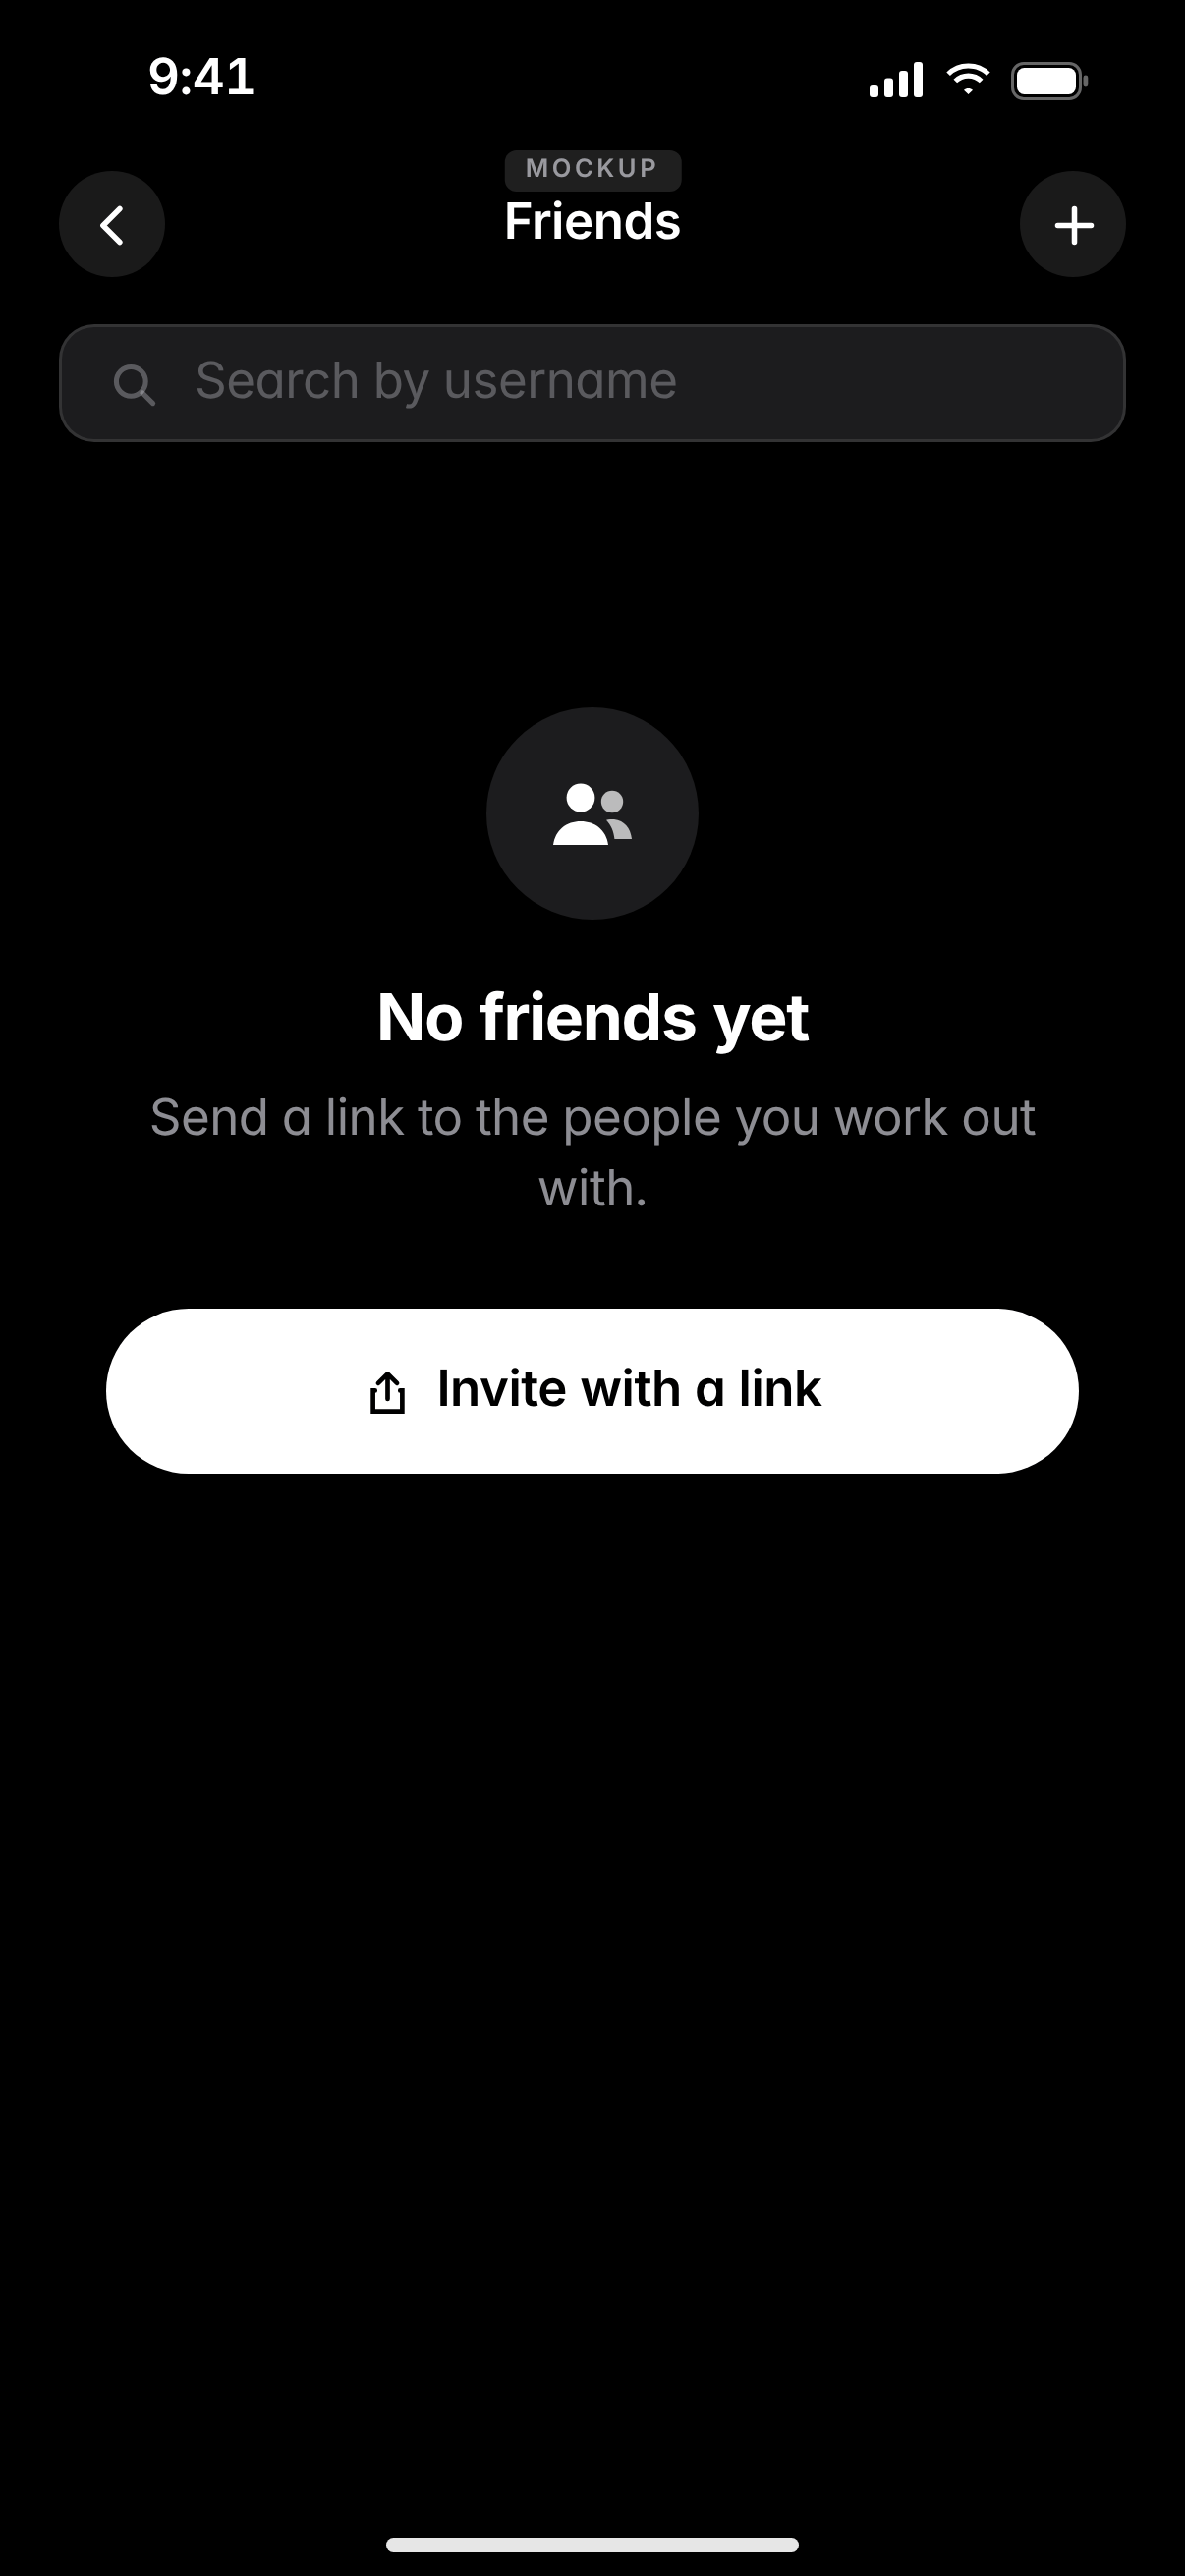 9:41
MOCKUP
Friends
Search by username
No friends yet
Send a link to the people you work out
with.
Invite with a link